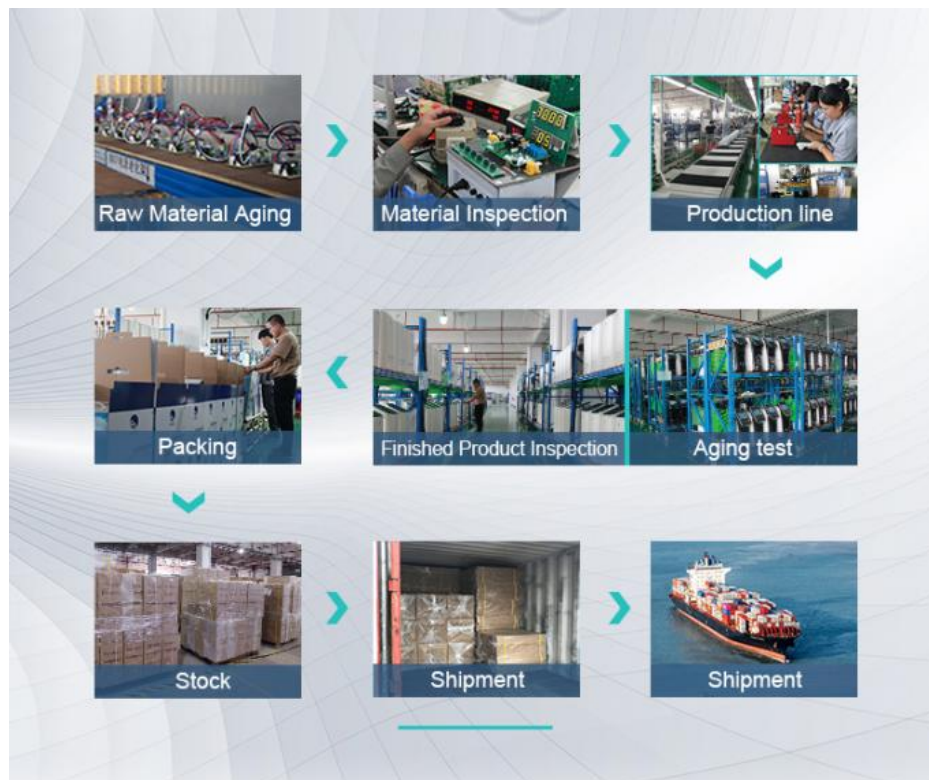 Raw Material Aging
Material Inspection
Production line
Packing
Finished Product Inspection
Aging test
Stock
Shipment
Shipment